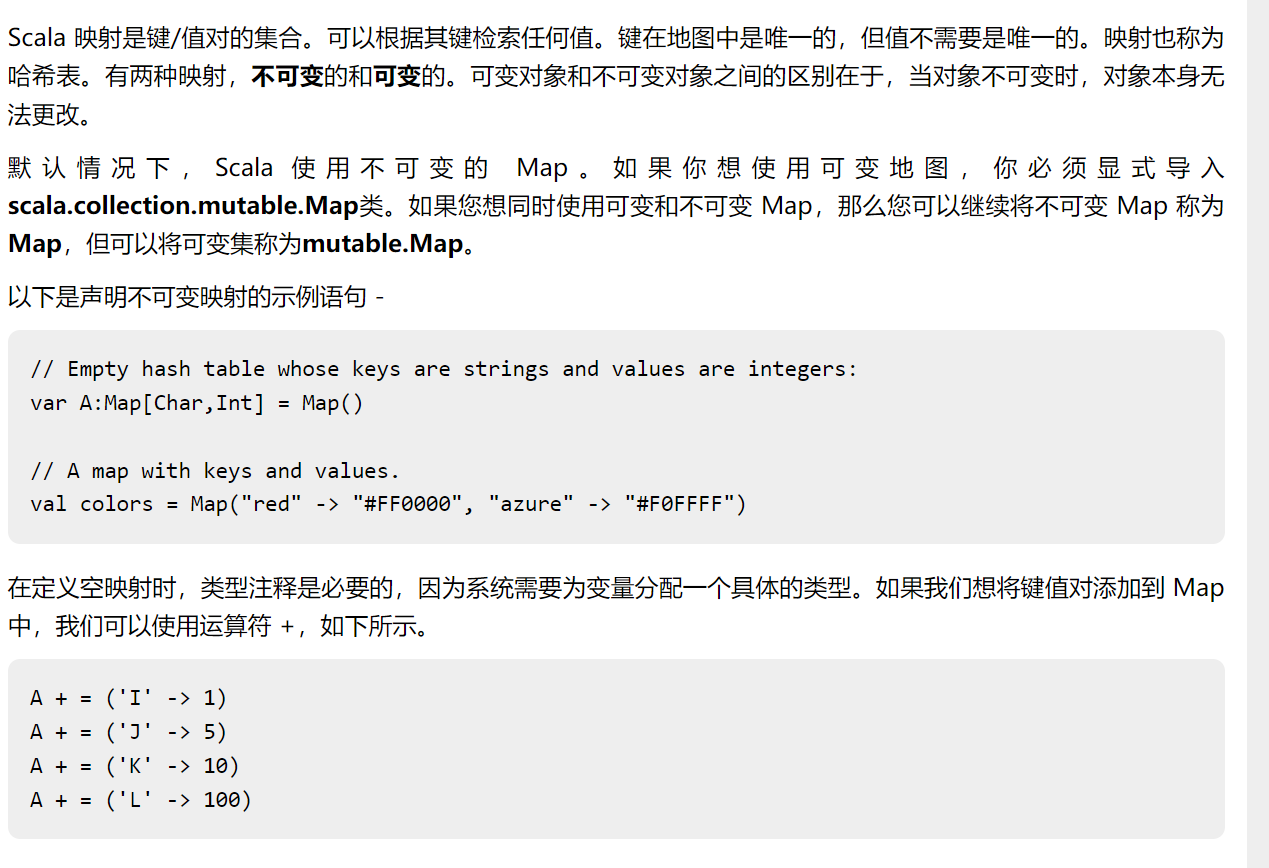 Scala 映射是键/值对的集合。可以根据其键检索任何值。键在地图中是唯一的，但值不需要是唯一的。映射也称为
哈希表。有两种映射，不可变的和可变的。可变对象和不可变对象之间的区别在于，当对象不可变时，对象本身无
法更改。
默认情况下，Scala 使用不可变的 Map。如果你想使用可变地图，你必须显式导入
scala.collection.mutable.Map类。如果您想同时使用可变和不可变 Map，那么您可以继续将不可变 Map 称为
Map，但可以将可变集称为mutable.Map。
以下是声明不可变映射的示例语句 -
// Empty hash table whose keys are strings and values are integers:
var A:Map[Char,Int] = Map()
// A map with keys and values.
val colors = Map("red" -> "#FF0000", "azure" -> "#F0FFFF")
在定义空映射时，类型注释是必要的，因为系统需要为变量分配一个具体的类型。如果我们想将键值对添加到 Map
中，我们可以使用运算符 +，如下所示。
A + = ('I' -> 1)
A + = ('J' -> 5)
A + = ('K' -> 10)
A + = ('L' -> 100)